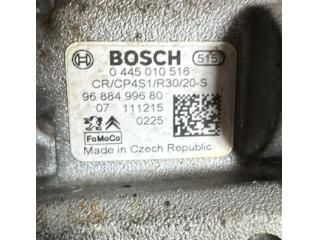 BOSCH 515
0 445 010 516
CR/CP4S1/R30/20-S
96 884 996 80
07 111215
0225
FoMoCo
Made in Czech Republic